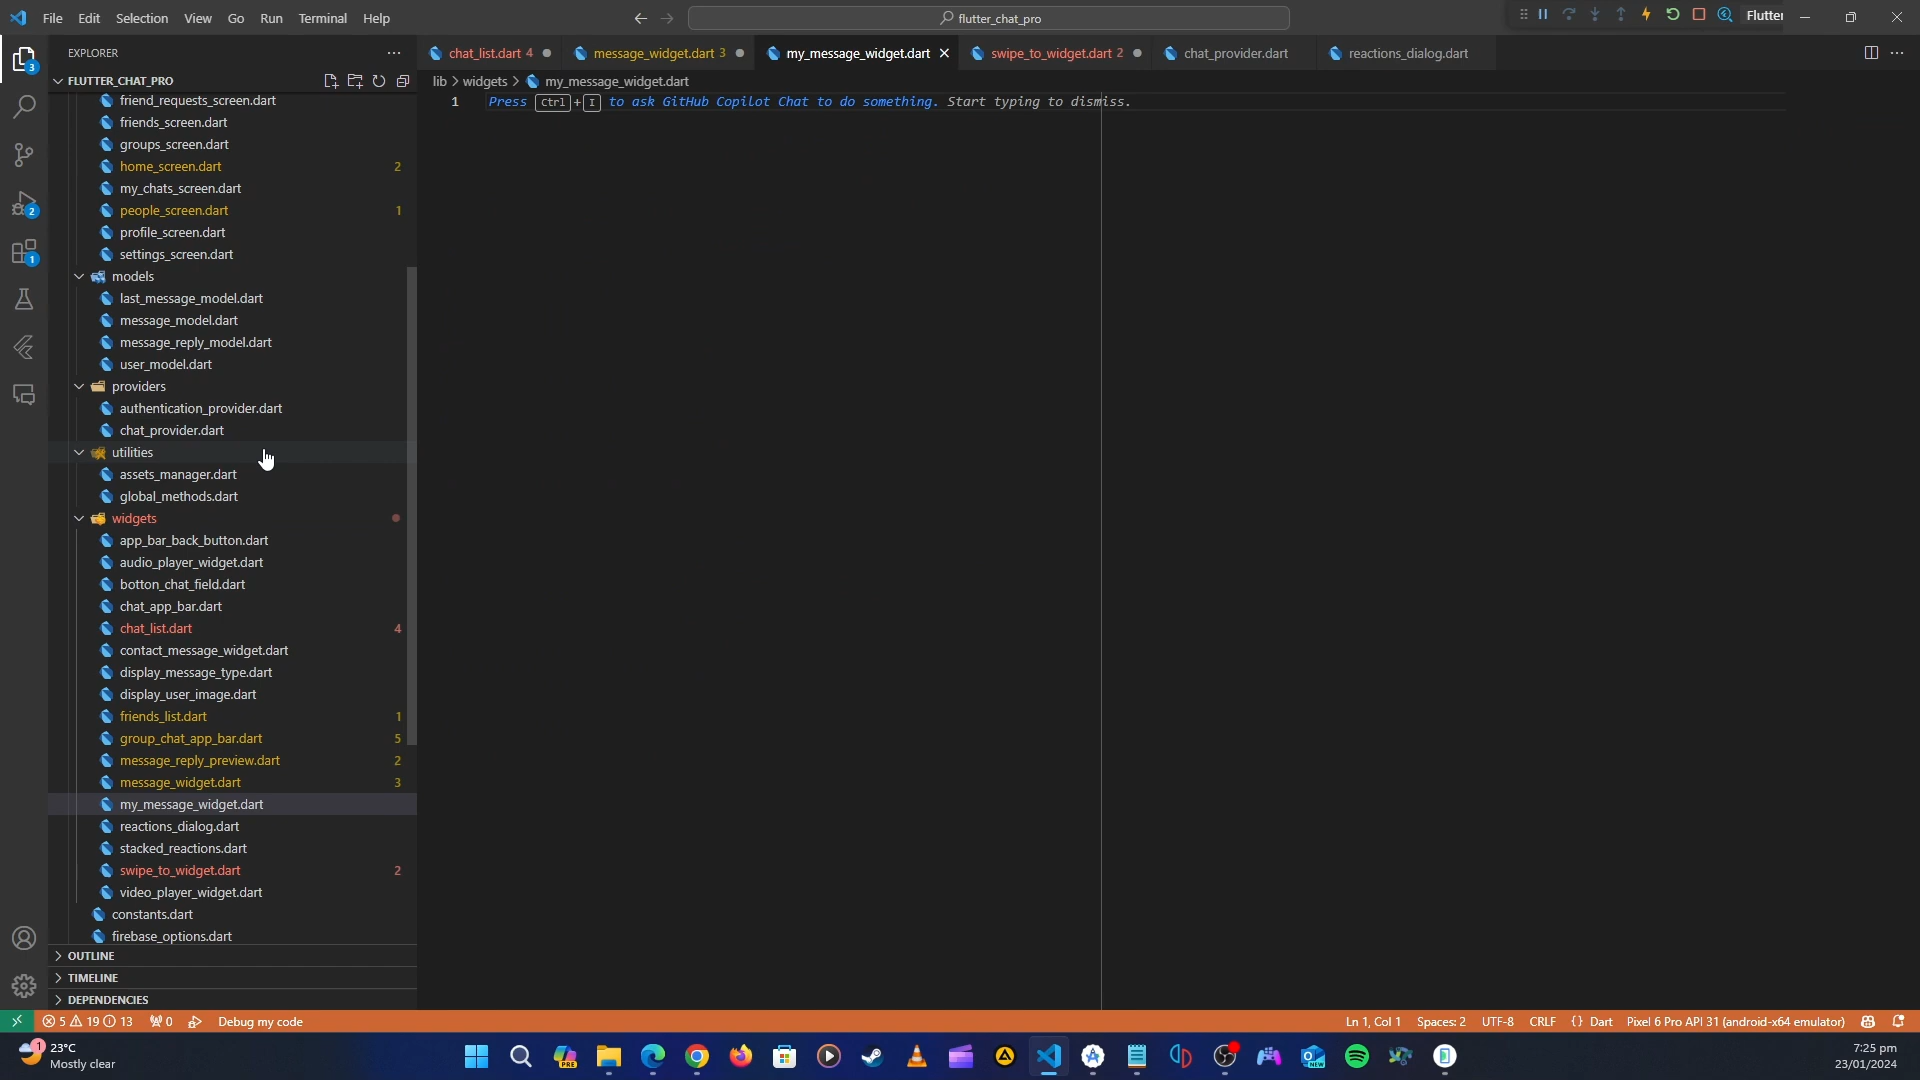 File Edit Selection View Go Run Terminal Help
flutter_chat_pro
Flutter
EXPLORER
chat_list.dart 4
message_widget.dart 3
my_message_widget.dart
swipe_to_widget.dart 2
chat_provider.dart
reactions_dialog.dart
FLUTTER_CHAT_PRO
lib > widgets > my_message_widget.dart
1 Press Ctrl + I to ask GitHub Copilot Chat to do something. Start typing to dismiss.
friend_requests_screen.dart
friends_screen.dart
groups_screen.dart
home_screen.dart 2
my_chats_screen.dart
people_screen.dart 1
profile_screen.dart
settings_screen.dart
models
last_message_model.dart
message_model.dart
message_reply_model.dart
user_model.dart
providers
authentication_provider.dart
chat_provider.dart
utilities
assets_manager.dart
global_methods.dart
widgets
app_bar_back_button.dart
audio_player_widget.dart
botton_chat_field.dart
chat_app_bar.dart
chat_list.dart 4
contact_message_widget.dart
display_message_type.dart
display_user_image.dart
friends_list.dart 1
group_chat_app_bar.dart 5
message_reply_preview.dart 2
message_widget.dart 3
my_message_widget.dart
reactions_dialog.dart
stacked_reactions.dart
swipe_to_widget.dart 2
video_player_widget.dart
constants.dart
firebase_options.dart
OUTLINE
TIMELINE
DEPENDENCIES
3
2
1
5 19 13 0 Debug my code
Ln 1, Col 1 Spaces: 2 UTF-8 CRLF {} Dart Pixel 6 Pro API 31 (android-x64 emulator)
1
23°C
Mostly clear
PRE
NEW
7:25 pm
23/01/2024